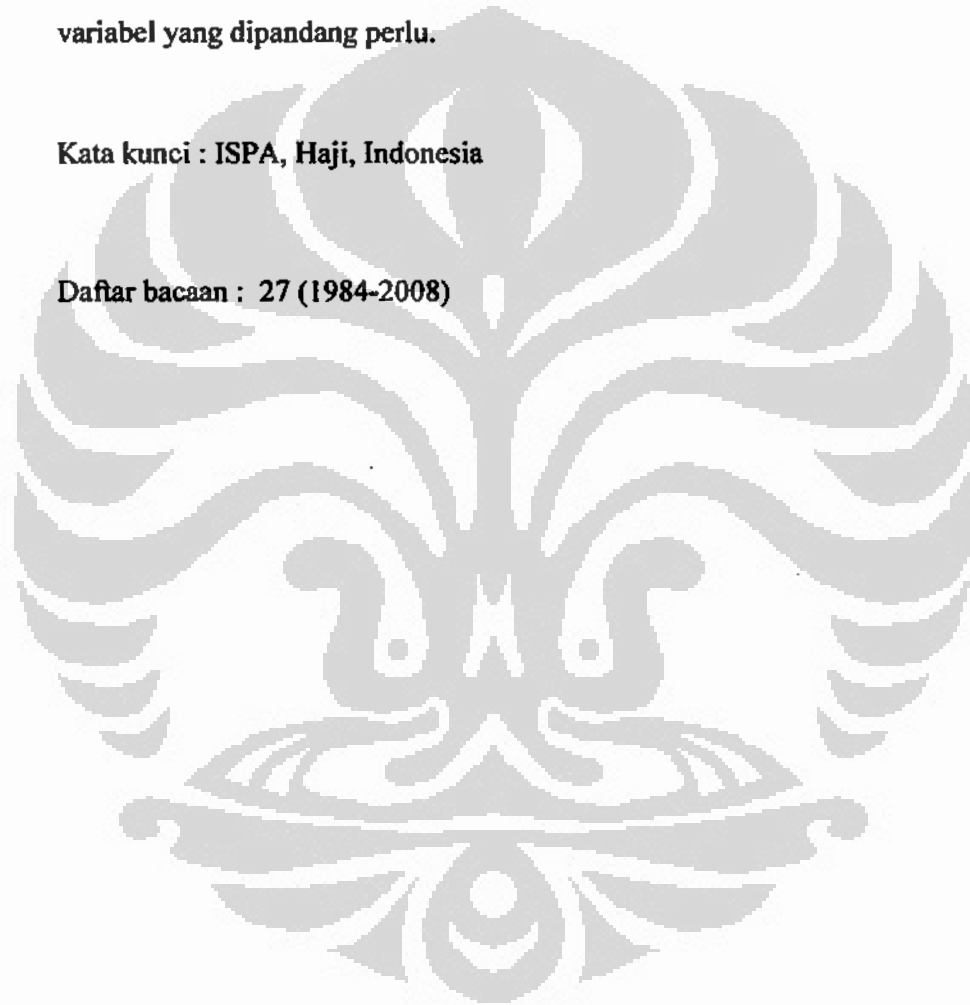 variabel yang dipandang perlu.
Kata kunci : ISPA, Haji, Indonesia
Daftar bacaan : 27 (1984-2008)